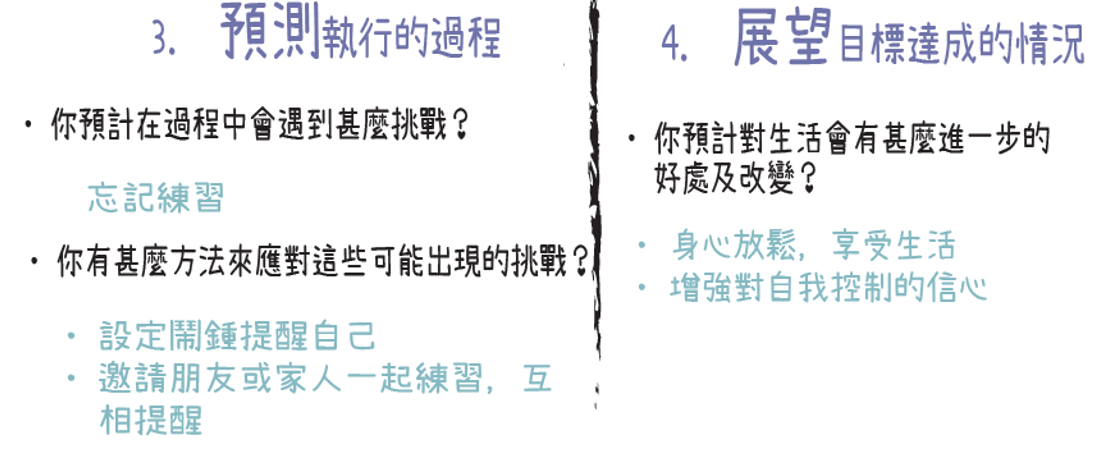 3. 預測執行的過程
• 你預計在過程中會遇到甚麼挑戰？
忘記練習
• 你有甚麼方法來應對這些可能出現的挑戰？
• 設定鬧鍾提醒自己
• 邀請朋友或家人一起練習，互
相提醒
4. 展望目標達成的情況
• 你預計對生活會有甚麼進一步的
好處及改變？
• 身心放鬆，享受生活
• 增強對自我控制的信心